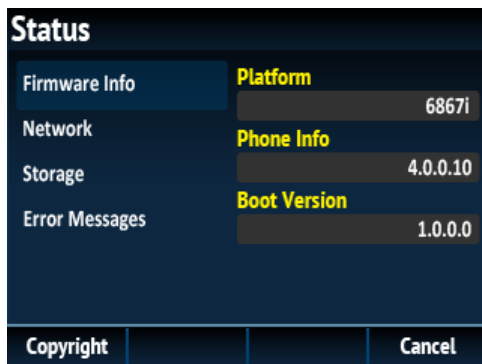 Status
Firmware Info
Network
Storage
Error Messages
Platform
6867i
Phone Info
4.0.0.10
Boot Version
1.0.0.0
Copyright
Cancel